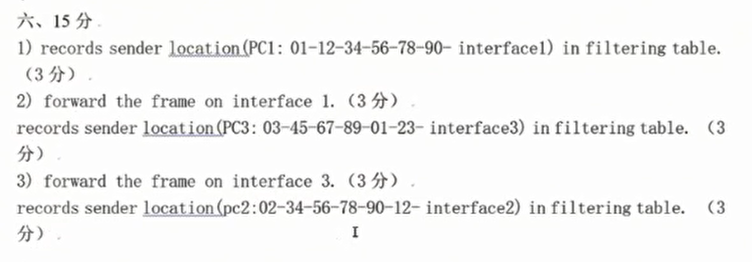 六、15 分
1) records sender location(PC1: 01-12-34-56-78-90- interface1) in filtering table.
（3 分）
2) forward the frame on interface 1.（3 分）
records sender location(PC3: 03-45-67-89-01-23- interface3) in filtering table. （3
分）
3) forward the frame on interface 3.（3 分）
records sender location(pc2:02-34-56-78-90-12- interface2) in filtering table. （3
分）